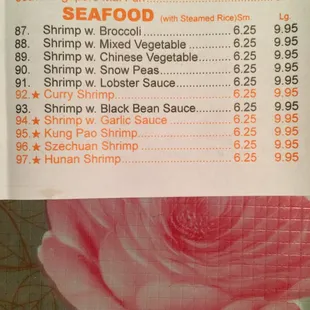 SEAFOOD (with Steamed Rice) Sm. Lg.
87. Shrimp w. Broccoli 6.25 9.95
88. Shrimp w. Mixed Vegetable 6.25 9.95
89. Shrimp w. Chinese Vegetable 6.25 9.95
90. Shrimp w. Snow Peas 6.25 9.95
91. Shrimp w. Lobster Sauce 6.25 9.95
92. ★ Curry Shrimp 6.25 9.95
93. Shrimp w. Black Bean Sauce 6.25 9.95
94. ★ Shrimp w. Garlic Sauce 6.25 9.95
95. ★ Kung Pao Shrimp 6.25 9.95
96. ★ Szechuan Shrimp 6.25 9.95
97. ★ Hunan Shrimp 6.25 9.95